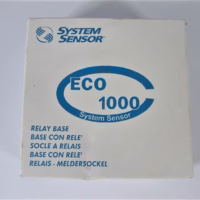 SYSTEM
SENSOR
ECO
1000
System Sensor
RELAY BASE
BASE CON RELE'
SOCLE A RELAIS
BASE CON RELÉ
RELAIS - MELDERSOCKEL